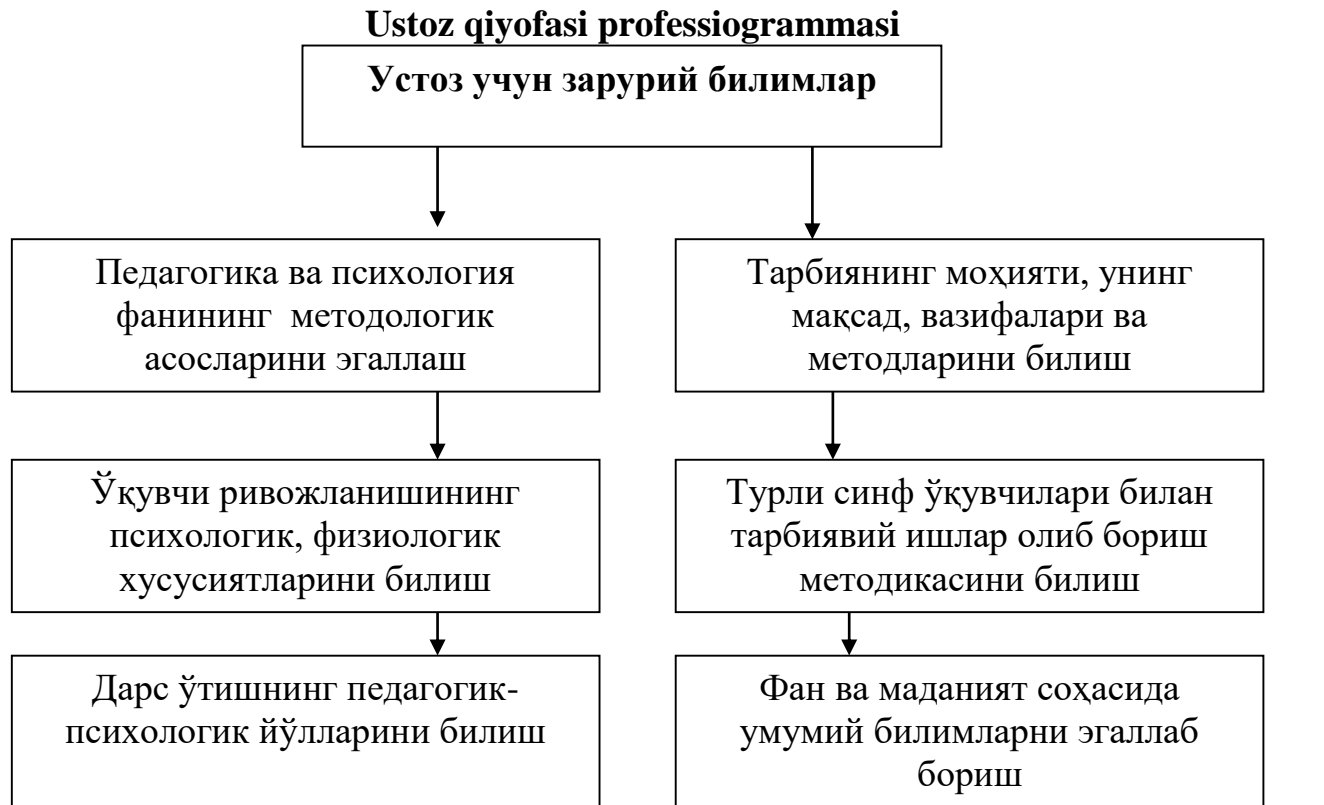 Ustoz qiyofasi professiogrammasi
Устоз учун зарурий билимлар
Педагогика ва психология
фанининг методологик
асосларини эгаллаш
Тарбиянинг моҳияти, унинг
мақсад, вазифалари ва
методларини билиш
Ўқувчи ривожланишининг
психологик, физиологик
хусусиятларини билиш
Турли синф ўқувчилари билан
тарбиявий ишлар олиб бориш
методикасини билиш
Дарс ўтишнинг педагогик-
психологик йўлларини билиш
Фан ва маданият соҳасида
умумий билимларни эгаллаб
бориш